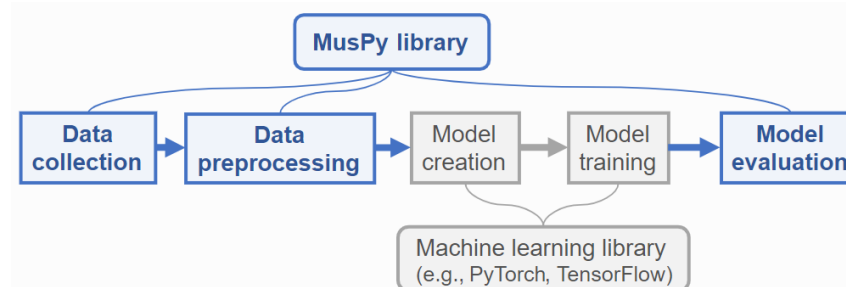 MusPy library
Data
collection
Data
preprocessing
Model
creation
Model
training
Model
evaluation
Machine learning library
(e.g., PyTorch, TensorFlow)